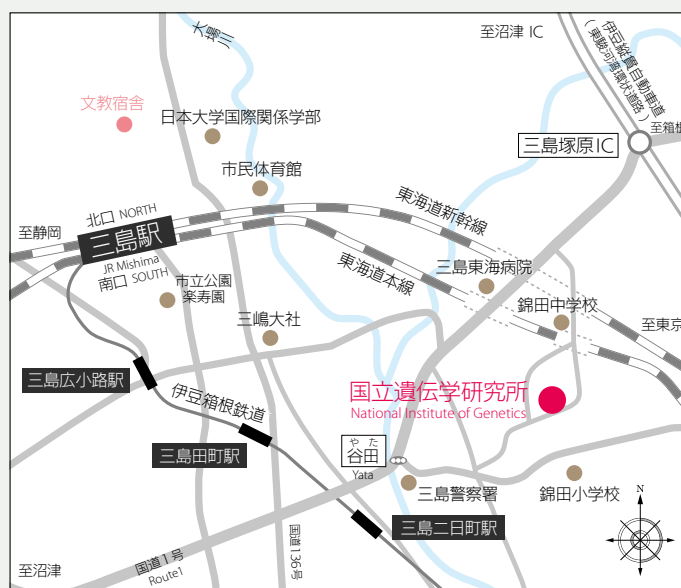 大場川
至沼津 IC
伊豆縦貫自動車道
(東駿河湾環状道路)
至箱根
文教宿舎
日本大学国際関係学部
三島塚原IC
市民体育館
北口 NORTH
至静岡
三島駅
JR Mishima
南口 SOUTH
東海道新幹線
東海道本線
三島東海病院
市立公園
楽寿園
三嶋大社
錦田中学校
至東京
三島広小路駅
伊豆箱根鉄道
国立遺伝学研究所
National Institute of Genetics
三島田町駅
やた
谷田
Yata
三島警察署
錦田小学校
三島二日町駅
N
国道136号
国道1号
Route1
至沼津